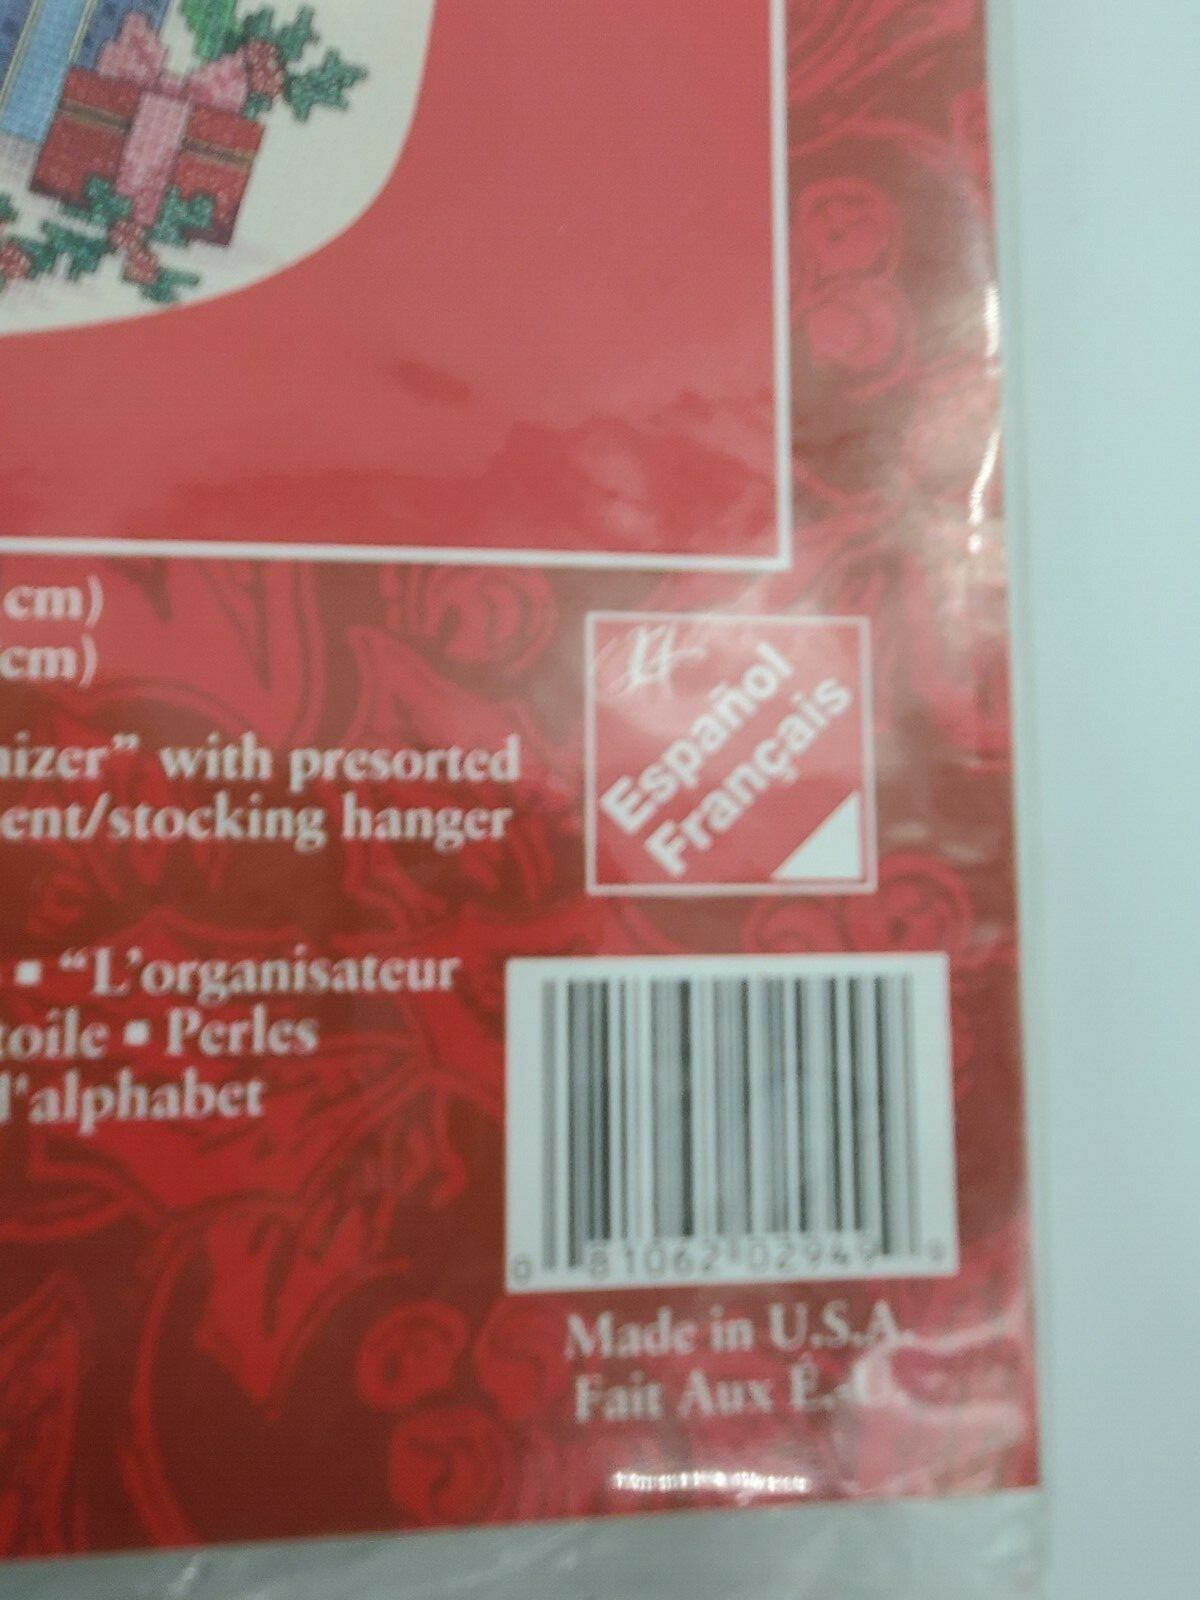 cm)
cm)
nizer” with presorted
ent/stocking hanger
▪ “L'organisateur
toile ▪ Perles
d'alphabet
Español
Français
0 81062 02949 9
Made in U.S.A.
Fait Aux É.-U.